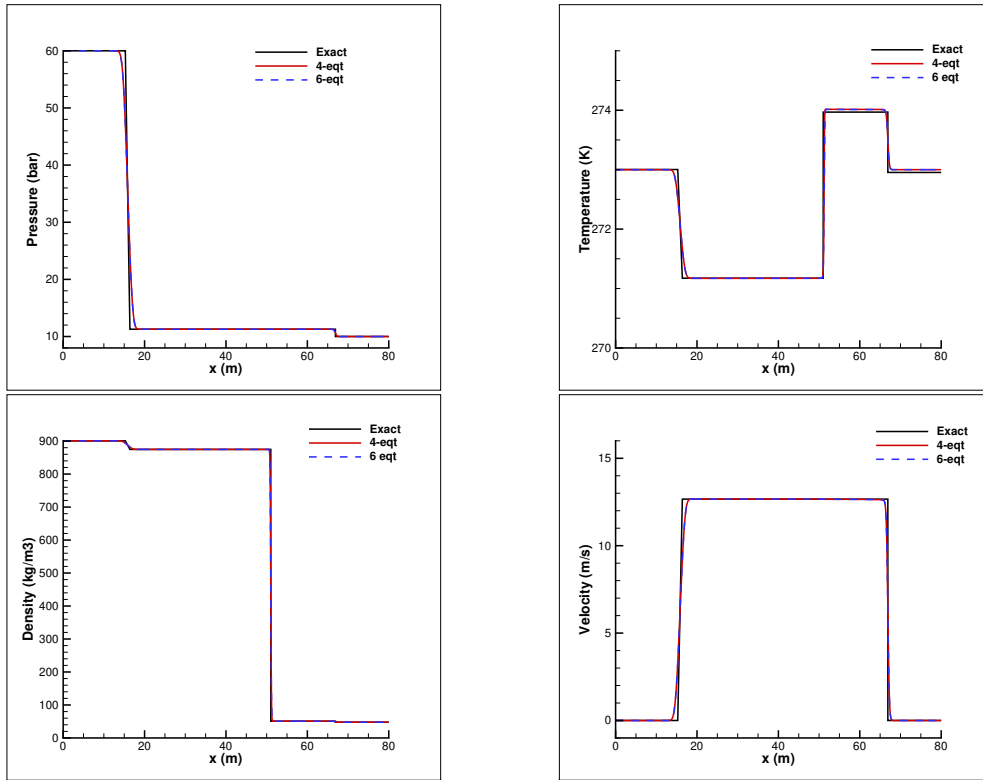 Exact
4-eqt
6-eqt
60
50
40
30
20
10
0 20 40 60 80
x (m)
Pressure (bar)
Exact
4-eqt
6 eqt
274
272
270
0 20 40 60 80
x (m)
Temperature (K)
Exact
4-eqt
6 eqt
900
800
700
600
500
400
300
200
100
0
0 20 40 60 80
x (m)
Density (kg/m3)
Exact
4-eqt
6-eqt
15
10
5
0
0 20 40 60 80
x (m)
Velocity (m/s)